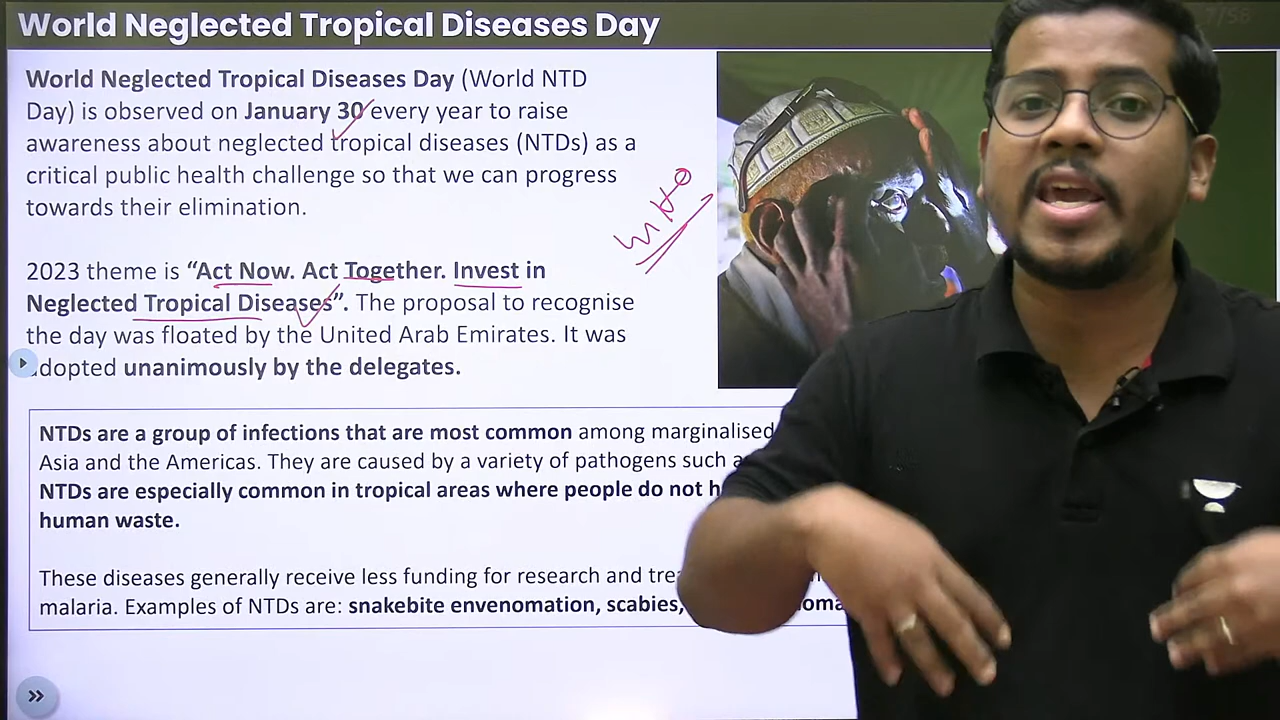 World Neglected Tropical Diseases Day
World Neglected Tropical Diseases Day (World NTD
Day) is observed on January 30 every year to raise
awareness about neglected tropical diseases (NTDs) as a
critical public health challenge so that we can progress
towards their elimination.
WHO
2023 theme is “Act Now. Act Together. Invest in
Neglected Tropical Diseases”. The proposal to recognise
the day was floated by the United Arab Emirates. It was
adopted unanimously by the delegates.
NTDs are a group of infections that are most common among marginalised
Asia and the Americas. They are caused by a variety of pathogens such
NTDs are especially common in tropical areas where people do not
human waste.
These diseases generally receive less funding for research and
malaria. Examples of NTDs are: snakebite envenomation, scabies,